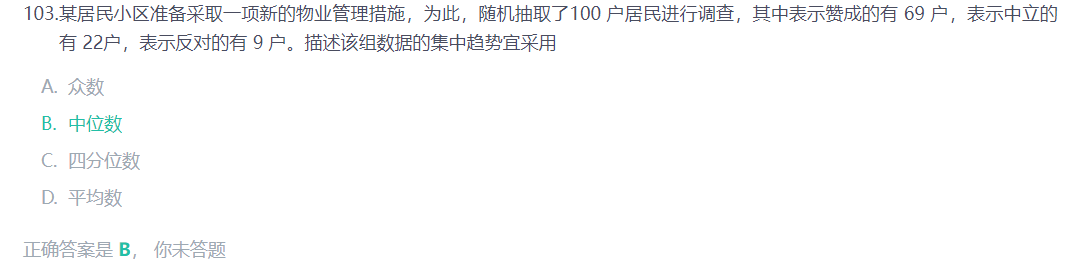 103.某居民小区准备采取一项新的物业管理措施，为此，随机抽取了100 户居民进行调查，其中表示赞成的有 69 户，表示中立的
有 22户，表示反对的有 9 户。描述该组数据的集中趋势宜采用
A. 众数
B. 中位数
C. 四分位数
D. 平均数
正确答案是 B， 你未答题